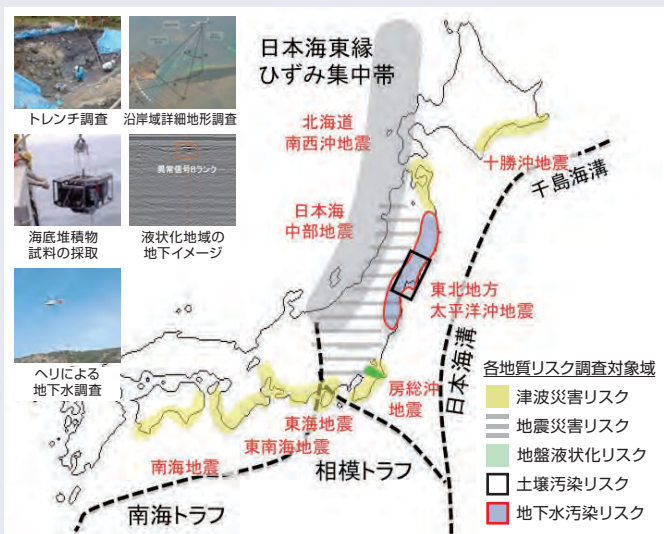 トレンチ調査
沿岸域詳細地形調査
異常信号Bランク
海底堆積物
試料の採取
液状化地域の
地下イメージ
ヘリによる
地下水調査
日本海東縁
ひずみ集中帯
北海道
南西沖地震
十勝沖地震
千島海溝
日本海
中部地震
東北地方
太平洋沖地震
日本海溝
房総沖
地震
東海地震
東南海地震
南海地震
相模トラフ
南海トラフ
各地質リスク調査対象域
津波災害リスク
地震災害リスク
地盤液状化リスク
土壌汚染リスク
地下水汚染リスク